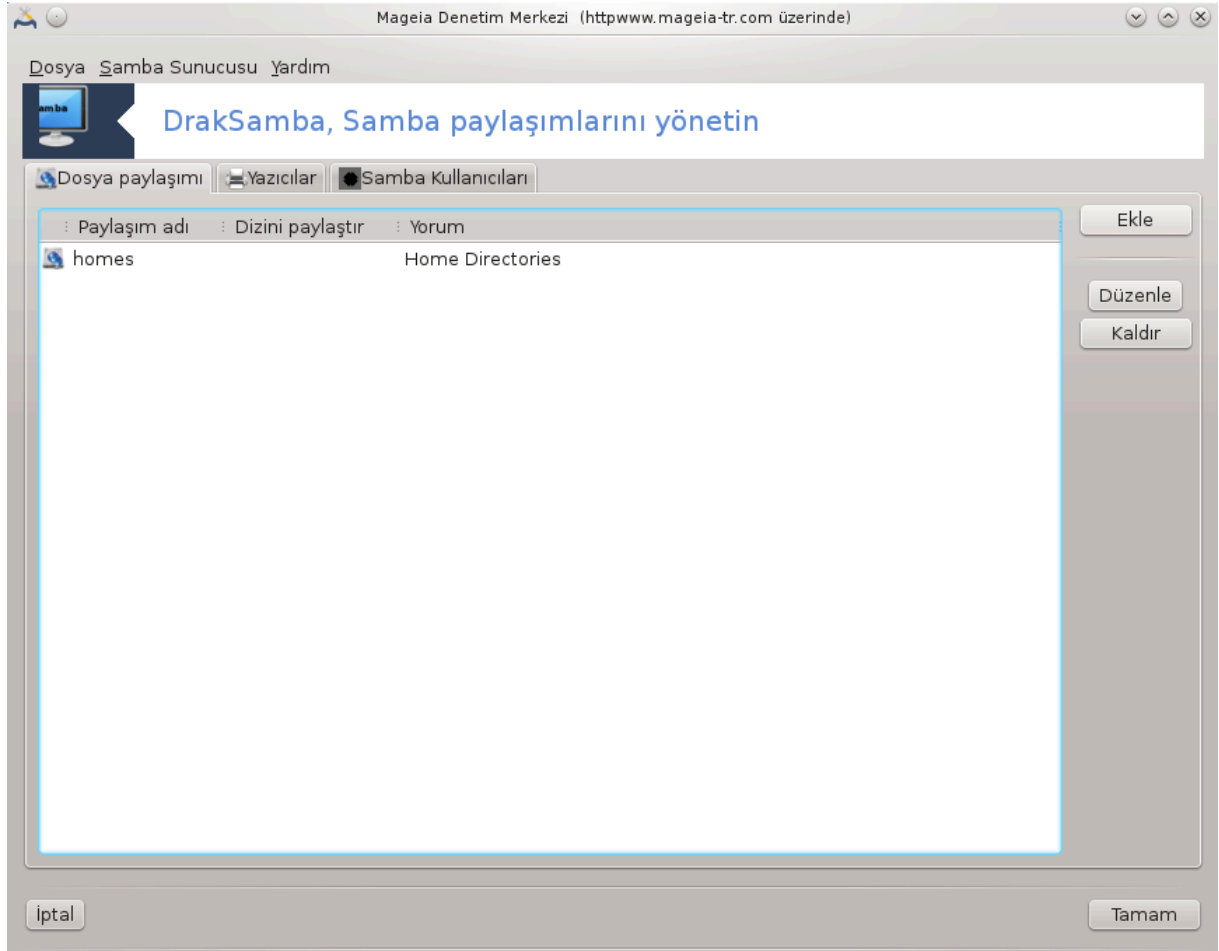 Mageia Denetim Merkezi (httpwww.mageia-tr.com üzerinde)
Dosya Samba Sunucusu Yardım
amba
DrakSamba, Samba paylaşımlarını yönetin
Dosya paylaşımı Yazıcılar Samba Kullanıcıları
Paylaşım adı Dizini paylaştır Yorum
homes Home Directories
Ekle
Düzenle
Kaldır
İptal Tamam